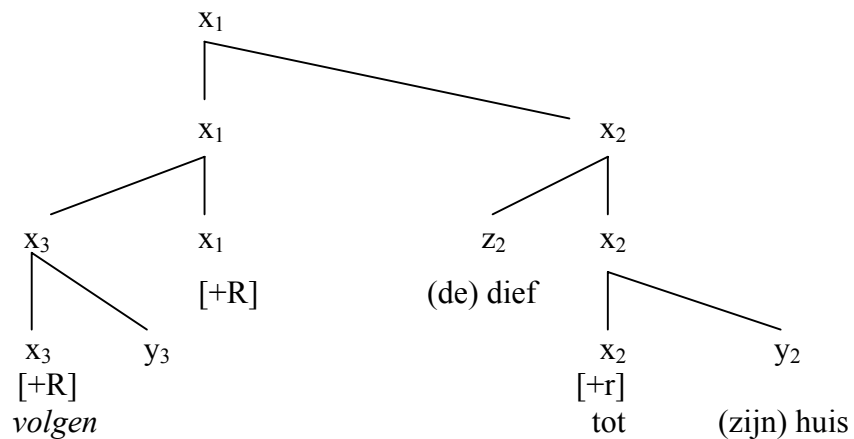 x₁
x₁ x₂
x₃ x₁ z₂ x₂
[+R] (de) dief
x₃ y₃ x₂ y₂
[+R] [+r]
volgen tot (zijn) huis